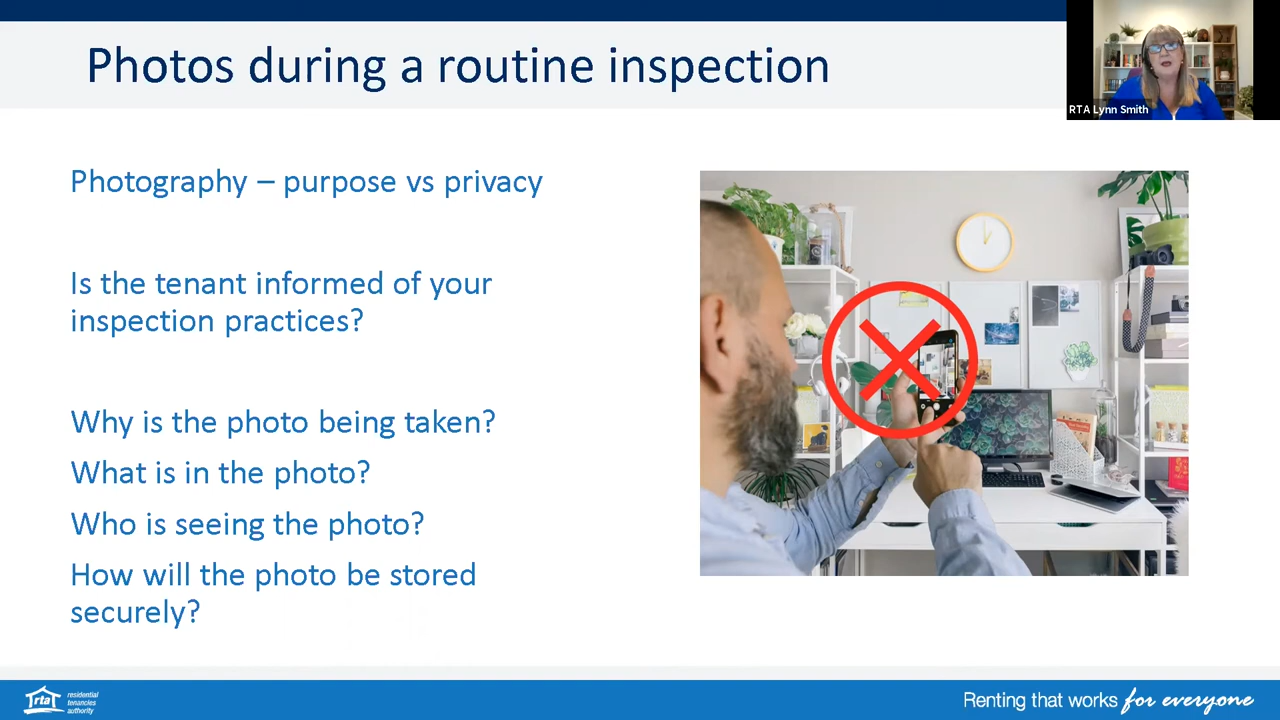 Photos during a routine inspection
RTA Lynn Smith
Photography – purpose vs privacy
Is the tenant informed of your
inspection practices?
Why is the photo being taken?
What is in the photo?
Who is seeing the photo?
How will the photo be stored
securely?
rta
residential
tenancies
authority
Renting that works for everyone